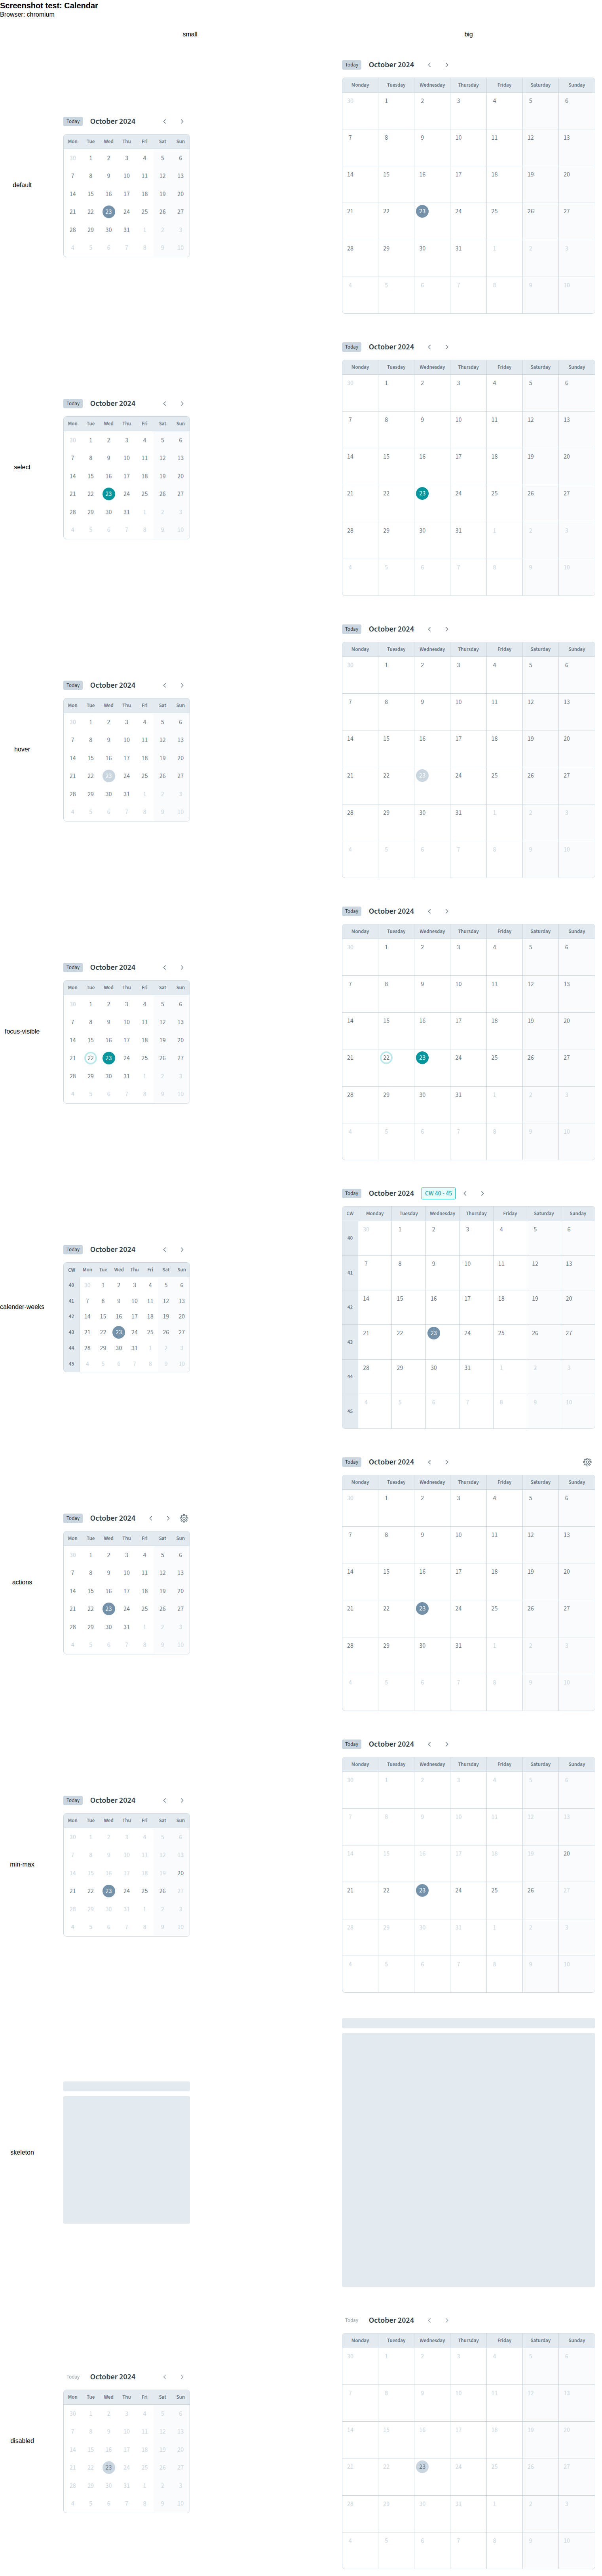 Screenshot test: Calendar
Browser: chromium
small big
default
Today October 2024
Mon Tue Wed Thu Fri Sat Sun
30 1 2 3 4 5 6
7 8 9 10 11 12 13
14 15 16 17 18 19 20
21 22 23 24 25 26 27
28 29 30 31 1 2 3
4 5 6 7 8 9 10
Today October 2024
Monday Tuesday Wednesday Thursday Friday Saturday Sunday
30 1 2 3 4 5 6
7 8 9 10 11 12 13
14 15 16 17 18 19 20
21 22 23 24 25 26 27
28 29 30 31 1 2 3
4 5 6 7 8 9 10
select
Today October 2024
Mon Tue Wed Thu Fri Sat Sun
30 1 2 3 4 5 6
7 8 9 10 11 12 13
14 15 16 17 18 19 20
21 22 23 24 25 26 27
28 29 30 31 1 2 3
4 5 6 7 8 9 10
Today October 2024
Monday Tuesday Wednesday Thursday Friday Saturday Sunday
30 1 2 3 4 5 6
7 8 9 10 11 12 13
14 15 16 17 18 19 20
21 22 23 24 25 26 27
28 29 30 31 1 2 3
4 5 6 7 8 9 10
hover
Today October 2024
Mon Tue Wed Thu Fri Sat Sun
30 1 2 3 4 5 6
7 8 9 10 11 12 13
14 15 16 17 18 19 20
21 22 23 24 25 26 27
28 29 30 31 1 2 3
4 5 6 7 8 9 10
Today October 2024
Monday Tuesday Wednesday Thursday Friday Saturday Sunday
30 1 2 3 4 5 6
7 8 9 10 11 12 13
14 15 16 17 18 19 20
21 22 23 24 25 26 27
28 29 30 31 1 2 3
4 5 6 7 8 9 10
focus-visible
Today October 2024
Mon Tue Wed Thu Fri Sat Sun
30 1 2 3 4 5 6
7 8 9 10 11 12 13
14 15 16 17 18 19 20
21 22 23 24 25 26 27
28 29 30 31 1 2 3
4 5 6 7 8 9 10
Today October 2024
Monday Tuesday Wednesday Thursday Friday Saturday Sunday
30 1 2 3 4 5 6
7 8 9 10 11 12 13
14 15 16 17 18 19 20
21 22 23 24 25 26 27
28 29 30 31 1 2 3
4 5 6 7 8 9 10
calender-weeks
Today October 2024
CW Mon Tue Wed Thu Fri Sat Sun
40 30 1 2 3 4 5 6
41 7 8 9 10 11 12 13
42 14 15 16 17 18 19 20
43 21 22 23 24 25 26 27
44 28 29 30 31 1 2 3
45 4 5 6 7 8 9 10
Today October 2024 CW 40 - 45
CW Monday Tuesday Wednesday Thursday Friday Saturday Sunday
40 30 1 2 3 4 5 6
41 7 8 9 10 11 12 13
42 14 15 16 17 18 19 20
43 21 22 23 24 25 26 27
44 28 29 30 31 1 2 3
45 4 5 6 7 8 9 10
actions
Today October 2024
Mon Tue Wed Thu Fri Sat Sun
30 1 2 3 4 5 6
7 8 9 10 11 12 13
14 15 16 17 18 19 20
21 22 23 24 25 26 27
28 29 30 31 1 2 3
4 5 6 7 8 9 10
Today October 2024
Monday Tuesday Wednesday Thursday Friday Saturday Sunday
30 1 2 3 4 5 6
7 8 9 10 11 12 13
14 15 16 17 18 19 20
21 22 23 24 25 26 27
28 29 30 31 1 2 3
4 5 6 7 8 9 10
min-max
Today October 2024
Mon Tue Wed Thu Fri Sat Sun
30 1 2 3 4 5 6
7 8 9 10 11 12 13
14 15 16 17 18 19 20
21 22 23 24 25 26 27
28 29 30 31 1 2 3
4 5 6 7 8 9 10
Today October 2024
Monday Tuesday Wednesday Thursday Friday Saturday Sunday
30 1 2 3 4 5 6
7 8 9 10 11 12 13
14 15 16 17 18 19 20
21 22 23 24 25 26 27
28 29 30 31 1 2 3
4 5 6 7 8 9 10
skeleton
disabled
Today October 2024
Mon Tue Wed Thu Fri Sat Sun
30 1 2 3 4 5 6
7 8 9 10 11 12 13
14 15 16 17 18 19 20
21 22 23 24 25 26 27
28 29 30 31 1 2 3
4 5 6 7 8 9 10
Today October 2024
Monday Tuesday Wednesday Thursday Friday Saturday Sunday
30 1 2 3 4 5 6
7 8 9 10 11 12 13
14 15 16 17 18 19 20
21 22 23 24 25 26 27
28 29 30 31 1 2 3
4 5 6 7 8 9 10